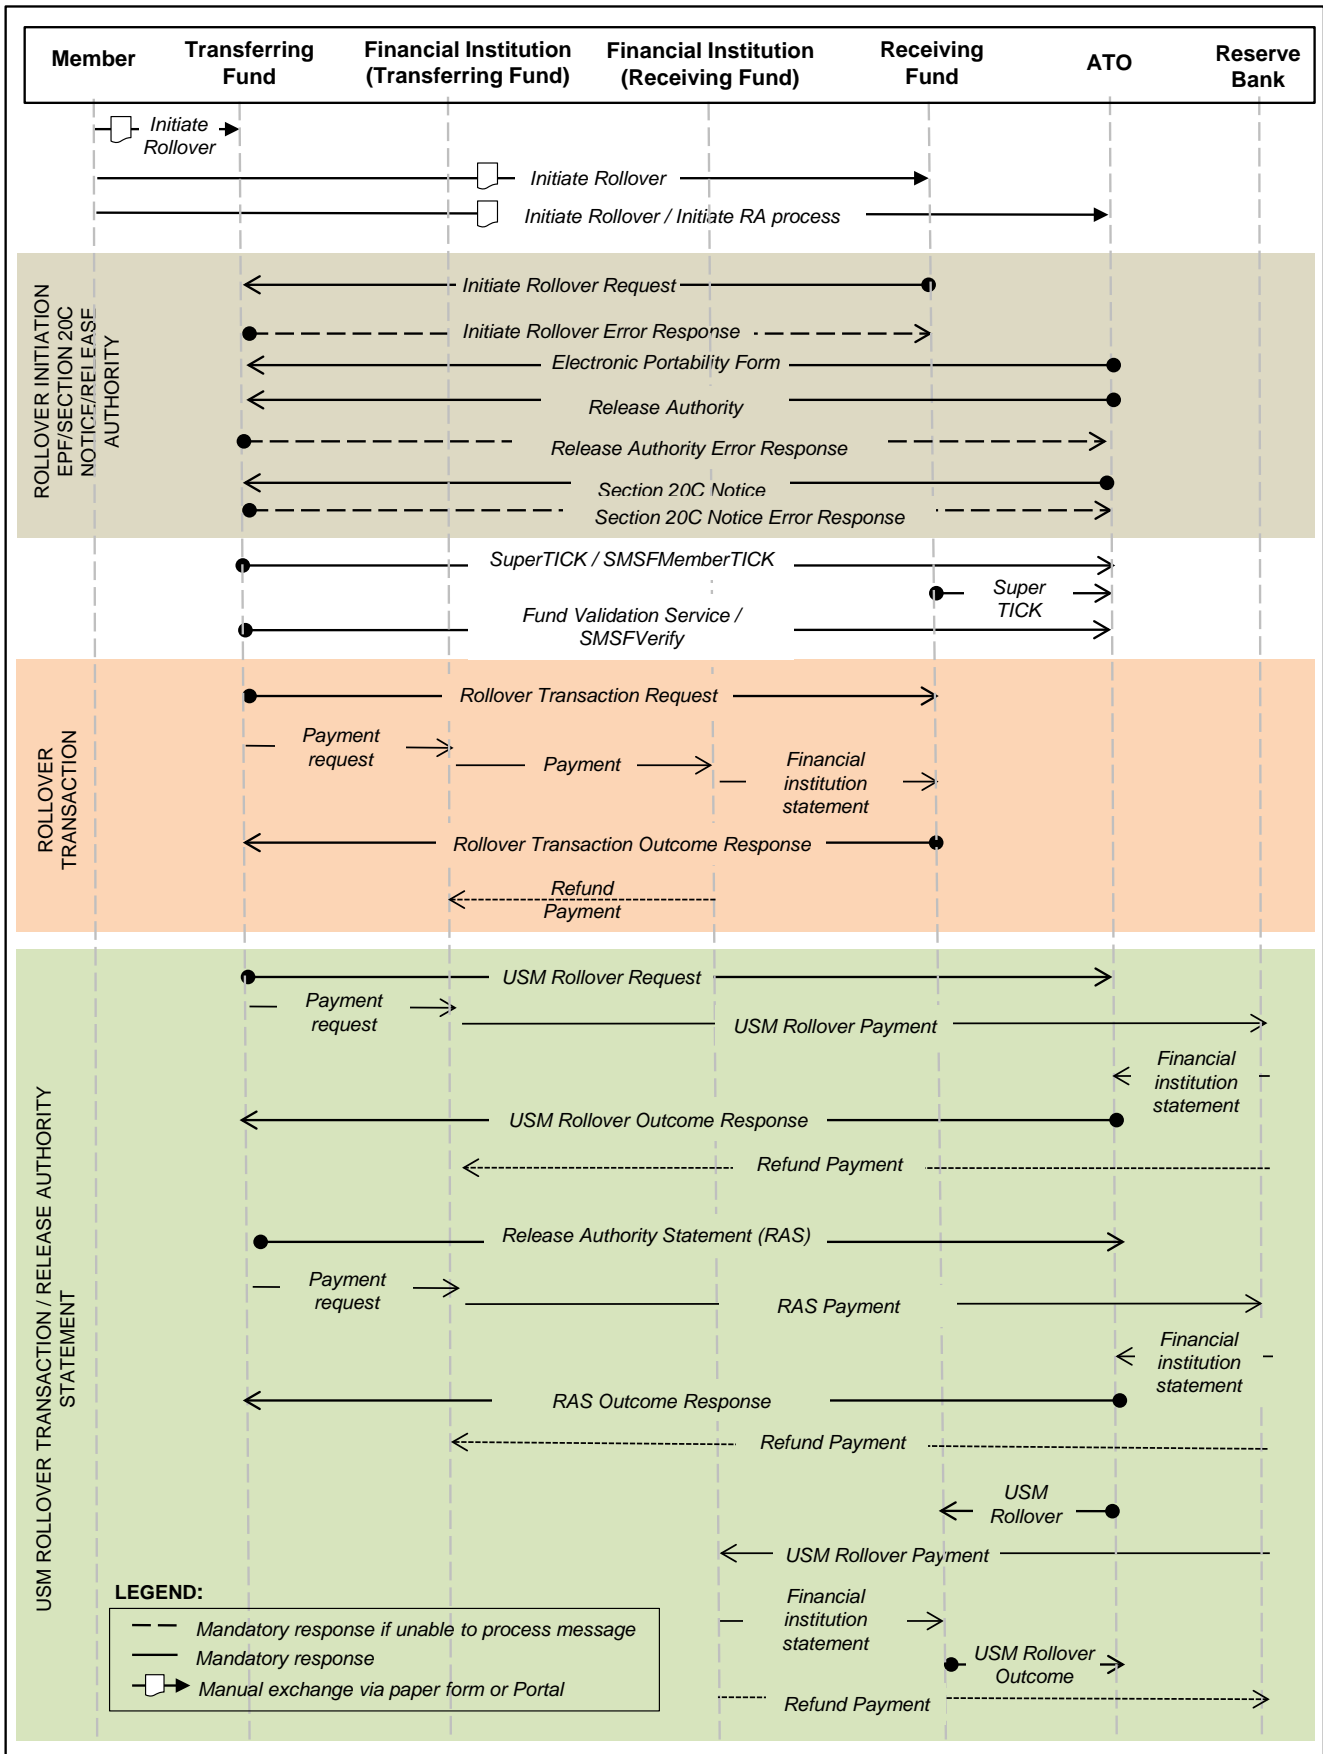 Member
Transferring
Fund
Financial Institution
(Transferring Fund)
Financial Institution
(Receiving Fund)
Receiving
Fund
ATO
Reserve
Bank
Initiate
Rollover
Initiate Rollover
Initiate Rollover / Initiate RA process
ROLLOVER INITIATION
EPF/SECTION 20C
NOTICE/RELEASE
AUTHORITY
Initiate Rollover Request
Initiate Rollover Error Response
Electronic Portability Form
Release Authority
Release Authority Error Response
Section 20C Notice
Section 20C Notice Error Response
SuperTICK / SMSFMemberTICK
Super
TICK
Fund Validation Service /
SMSFVerify
ROLLOVER
TRANSACTION
Rollover Transaction Request
Payment
request
Payment
Financial
institution
statement
Rollover Transaction Outcome Response
Refund
Payment
USM ROLLOVER TRANSACTION / RELEASE AUTHORITY
STATEMENT
USM Rollover Request
Payment
request
USM Rollover Payment
Financial
institution
statement
USM Rollover Outcome Response
Refund Payment
Release Authority Statement (RAS)
Payment
request
RAS Payment
Financial
institution
statement
RAS Outcome Response
Refund Payment
USM
Rollover
USM Rollover Payment
Financial
institution
statement
USM Rollover
Outcome
Refund Payment
LEGEND:
Mandatory response if unable to process message
Mandatory response
Manual exchange via paper form or Portal